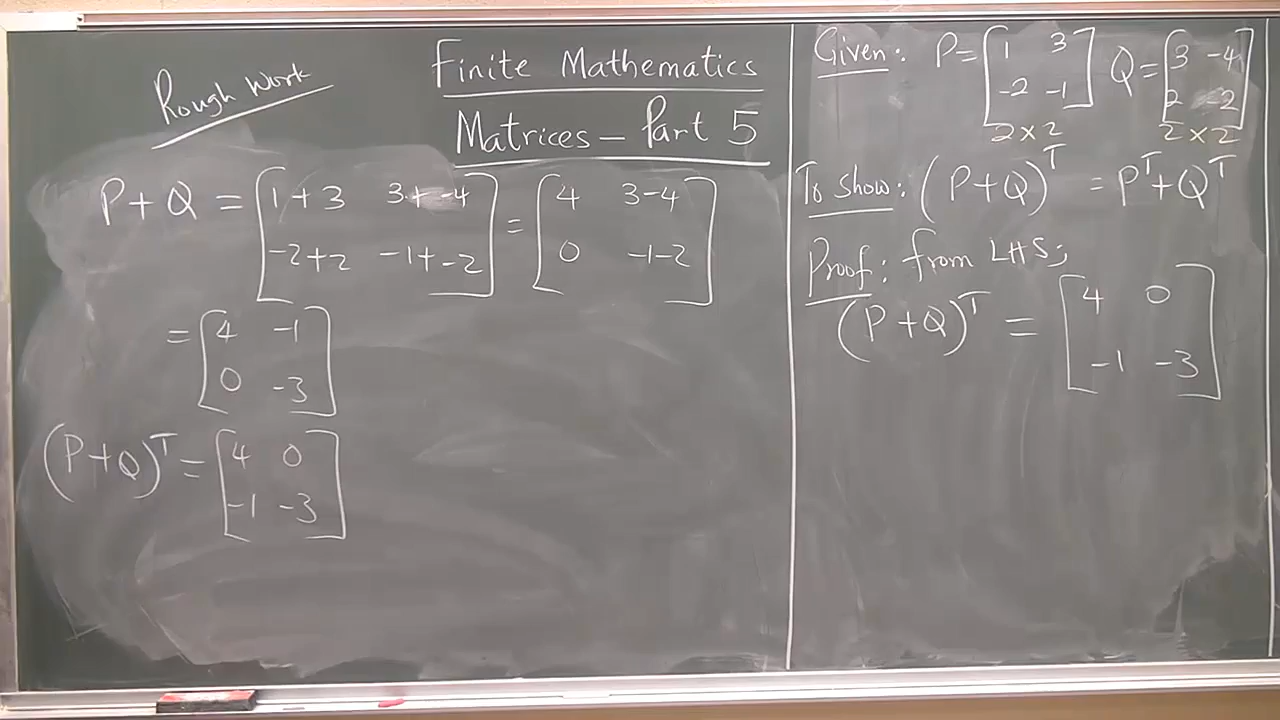 Rough Work
Finite Mathematics
Matrices – Part 5
P+Q = [1+3 3+-4
-2+2 -1+-2] = [4 3-4
0 -1-2]
= [4 -1
0 -3]
(P+Q)ᵀ = [4 0
-1 -3]
Given: P= [1 3
-2 -1] Q= [3 -4
2 -2]
2×2 2×2
To show: (P+Q)ᵀ = Pᵀ+Qᵀ
Proof: from LHS;
(P+Q)ᵀ = [4 0
-1 -3]